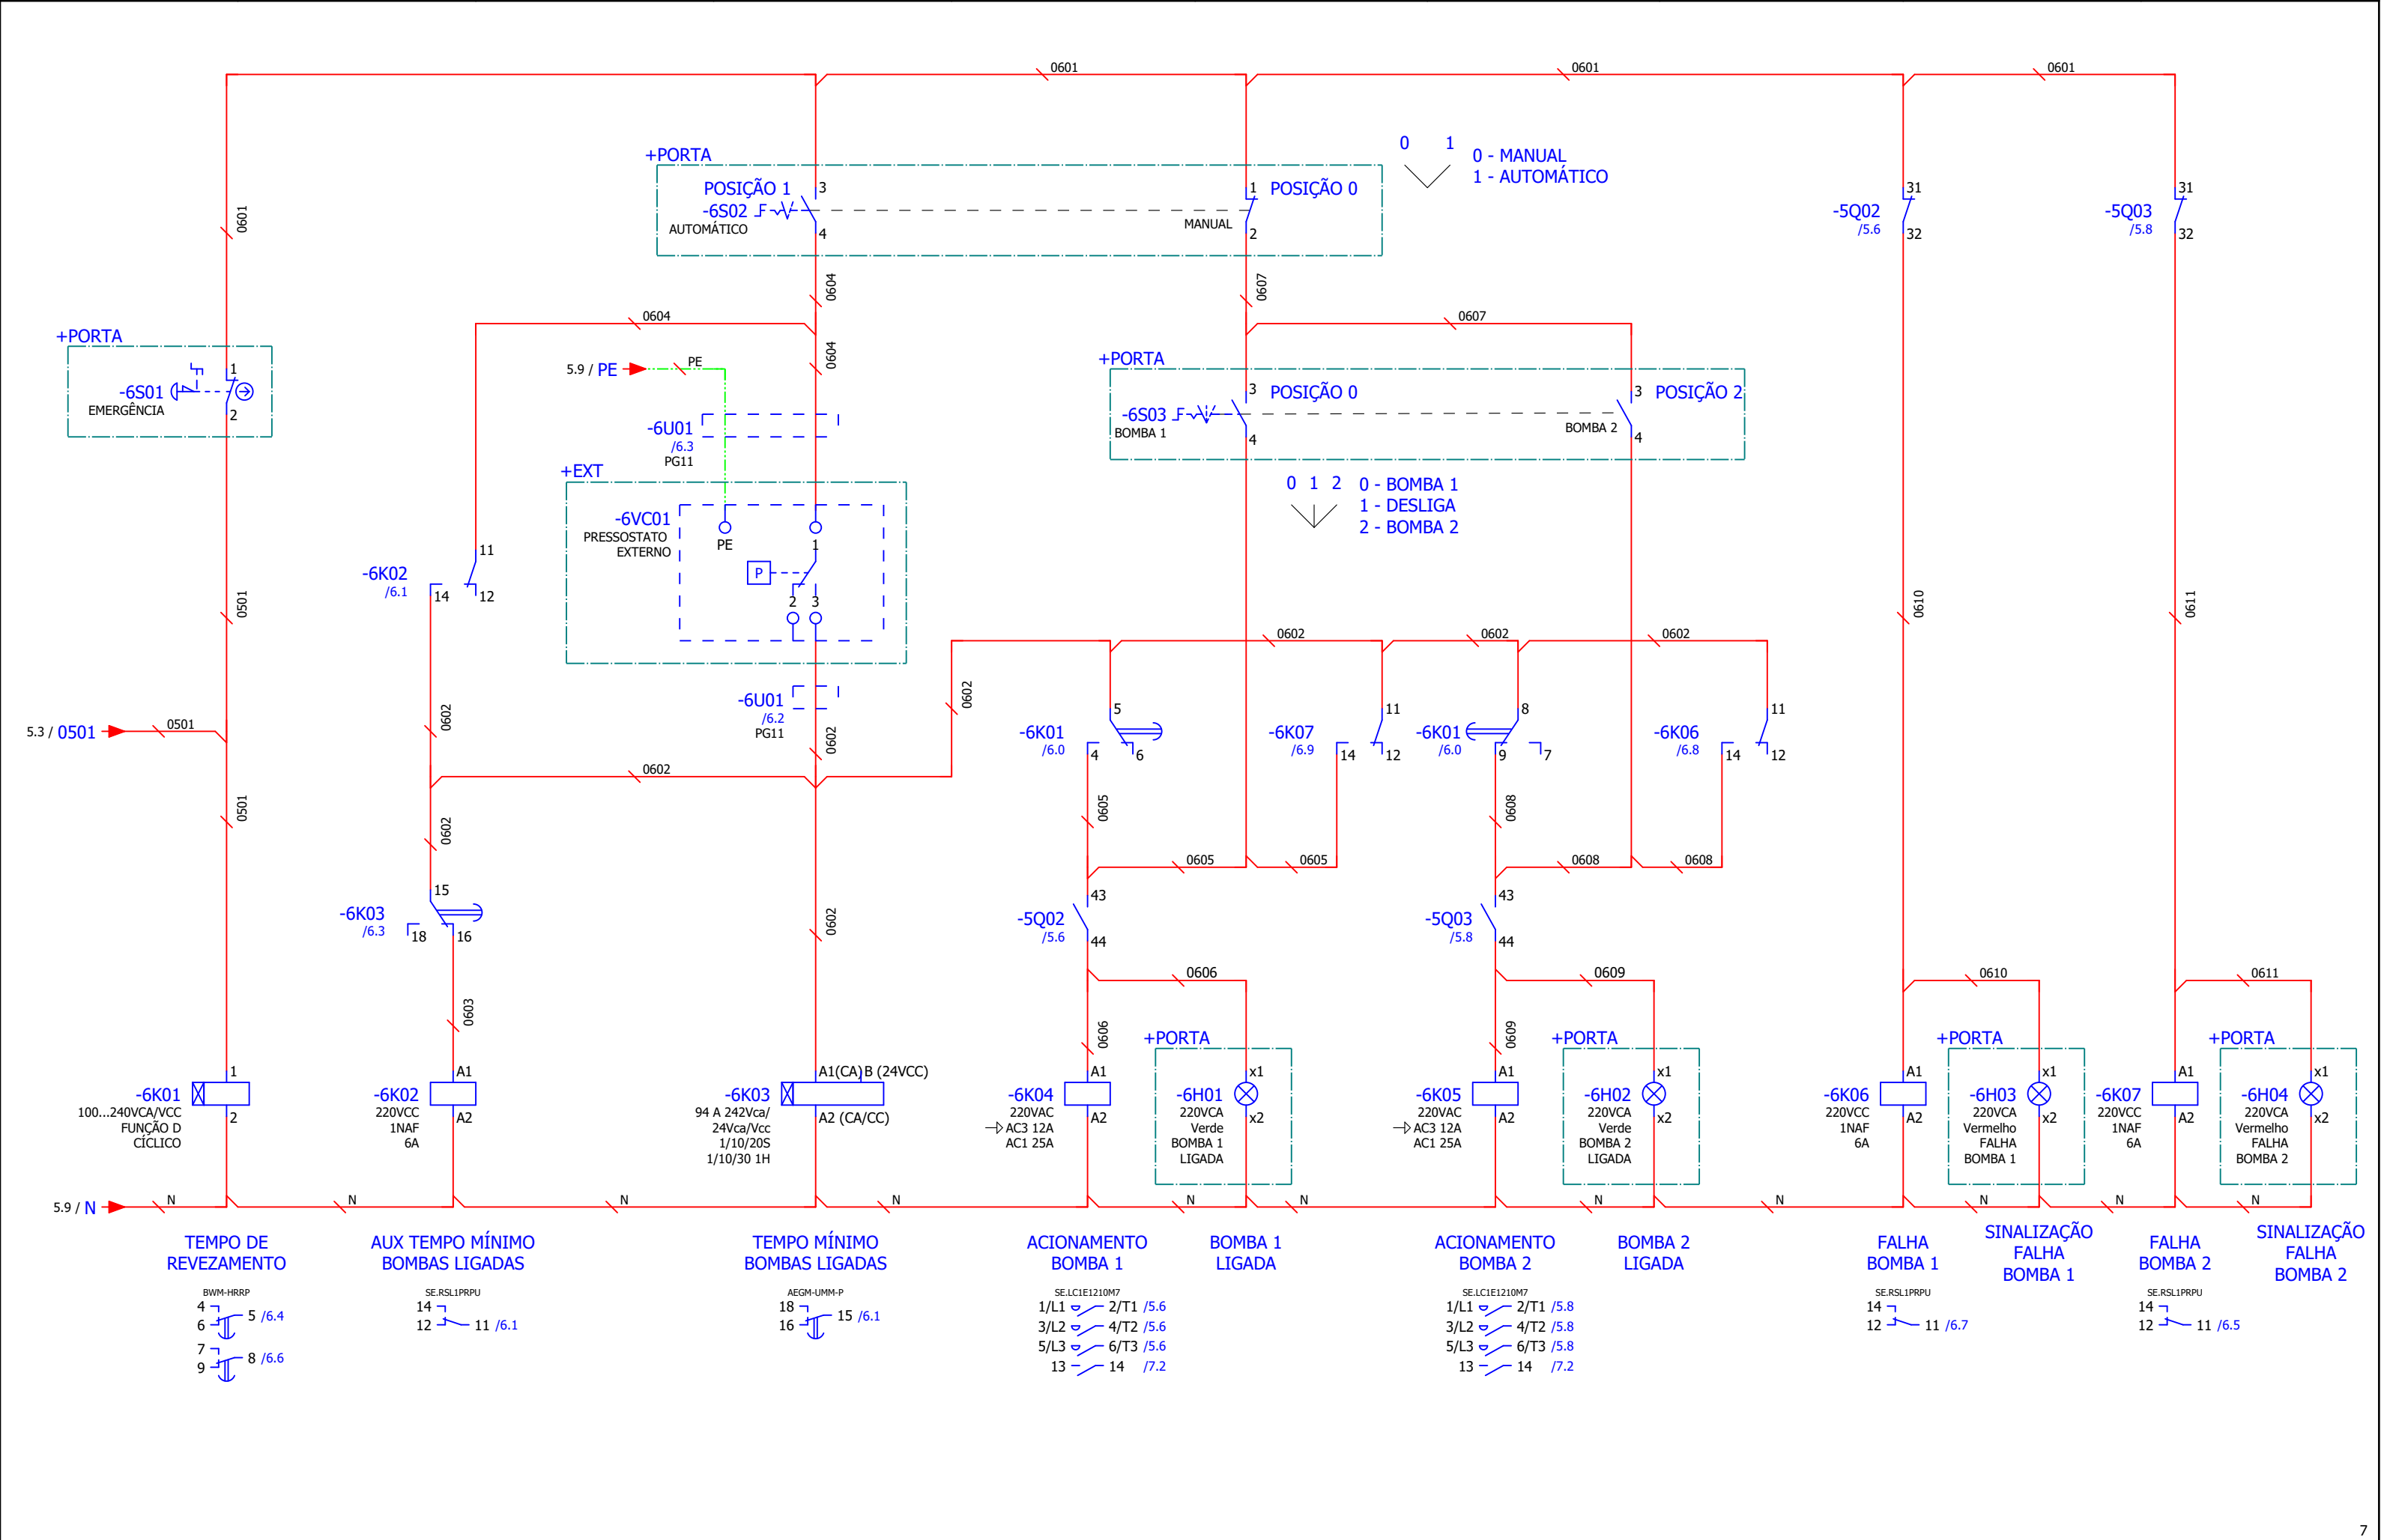 0601
0601
0601
0 1
0 - MANUAL
1 - AUTOMÁTICO
+PORTA
POSIÇÃO 1
3
-6S02
AUTOMÁTICO
4
1
POSIÇÃO 0
MANUAL
2
31
-5Q02
/5.6
32
31
-5Q03
/5.8
32
0601
0604
0607
0604
0607
+PORTA
1
-6S01
EMERGÊNCIA
2
5.9 / PE
PE
0604
+PORTA
3
POSIÇÃO 0
-6S03
BOMBA 1
4
3
POSIÇÃO 2
BOMBA 2
4
-6U01
/6.3
PG11
+EXT
0 1 2
0 - BOMBA 1
1 - DESLIGA
2 - BOMBA 2
-6VC01
PRESSOSTATO
EXTERNO
PE
1
P
2 3
11
-6K02
/6.1
14
12
0501
0610
0611
0602
0602
0602
-6U01
/6.2
PG11
0602
0602
0602
5.3 / 0501
0501
5
-6K01
/6.0
4
6
11
-6K07
/6.9
14
12
8
-6K01
/6.0
9
7
11
-6K06
/6.8
14
12
0602
0501
0602
0605
0608
0605
0605
0608
0608
15
-6K03
/6.3
18
16
0602
43
-5Q02
/5.6
44
43
-5Q03
/5.8
44
0606
0609
0610
0611
0603
0606
0609
+PORTA
+PORTA
+PORTA
+PORTA
1
-6K01
100...240VCA/VCC
FUNÇÃO D
CÍCLICO
2
A1
-6K02
220VCC
1NAF
6A
A2
A1(CA) B (24VCC)
-6K03
94 A 242Vca/
24Vca/Vcc
1/10/20S
1/10/30 1H
A2 (CA/CC)
A1
-6K04
220VAC
AC3 12A
AC1 25A
A2
x1
-6H01
220VCA
Verde
BOMBA 1
LIGADA
x2
A1
-6K05
220VAC
AC3 12A
AC1 25A
A2
x1
-6H02
220VCA
Verde
BOMBA 2
LIGADA
x2
A1
-6K06
220VCC
1NAF
6A
A2
x1
-6H03
220VCA
Vermelho
FALHA
BOMBA 1
x2
A1
-6K07
220VCC
1NAF
6A
A2
x1
-6H04
220VCA
Vermelho
FALHA
BOMBA 2
x2
5.9 / N
N
N
N
N
N
N
N
N
N
N
N
TEMPO DE
REVEZAMENTO
AUX TEMPO MÍNIMO
BOMBAS LIGADAS
TEMPO MÍNIMO
BOMBAS LIGADAS
ACIONAMENTO
BOMBA 1
BOMBA 1
LIGADA
ACIONAMENTO
BOMBA 2
BOMBA 2
LIGADA
FALHA
BOMBA 1
SINALIZAÇÃO
FALHA
BOMBA 1
FALHA
BOMBA 2
SINALIZAÇÃO
FALHA
BOMBA 2
BWM-HRRP
4
6
5 /6.4
7
9
8 /6.6
SE.RSL1PRPU
14
12
11 /6.1
AEGM-UMM-P
18
16
15 /6.1
SE.LC1E1210M7
1/L1 2/T1 /5.6
3/L2 4/T2 /5.6
5/L3 6/T3 /5.6
13 14 /7.2
SE.LC1E1210M7
1/L1 2/T1 /5.8
3/L2 4/T2 /5.8
5/L3 6/T3 /5.8
13 14 /7.2
SE.RSL1PRPU
14
12
11 /6.7
SE.RSL1PRPU
14
12
11 /6.5
7